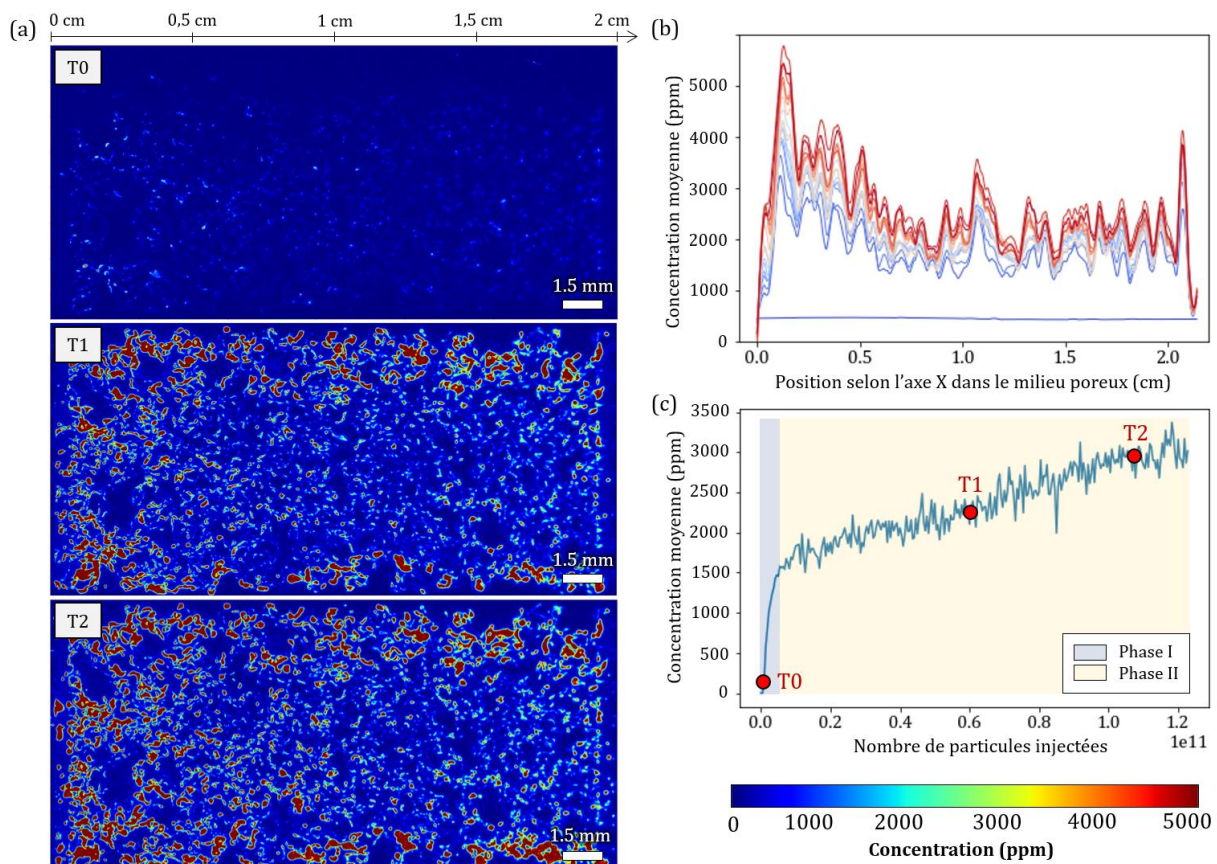 (a)
0 cm 0,5 cm 1 cm 1,5 cm 2 cm
T0
1.5 mm
T1
1.5 mm
T2
1.5 mm
(b)
Concentration moyenne (ppm)
5000
4000
3000
2000
1000
0
0.0 0.5 1.0 1.5 2.0
Position selon l'axe X dans le milieu poreux (cm)
(c)
Concentration moyenne (ppm)
3500
3000
2500
2000
1500
1000
500
0
T0
T1
T2
Phase I
Phase II
0.0 0.2 0.4 0.6 0.8 1.0 1.2
1e11
Nombre de particules injectées
0 1000 2000 3000 4000 5000
Concentration (ppm)